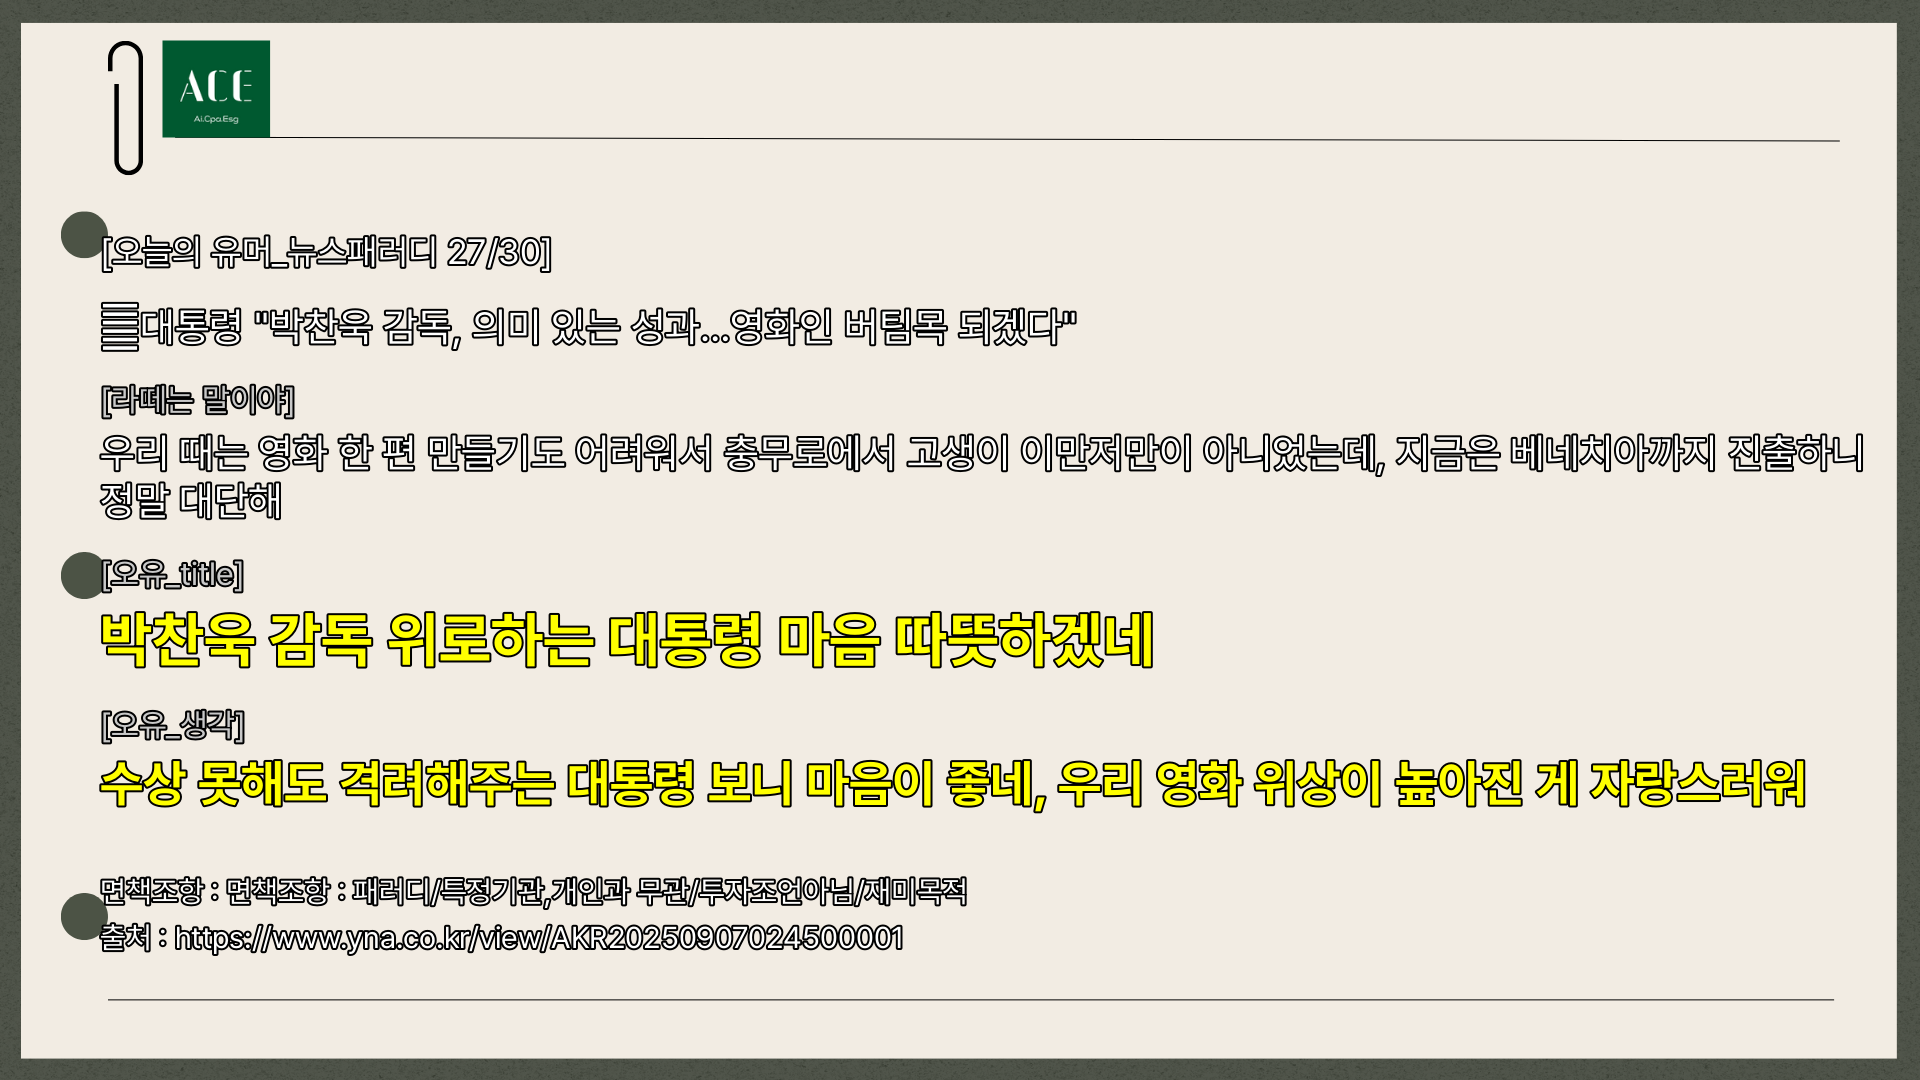 ACE
Ai.Cpa.Esg
[오늘의 유머_뉴스패러디 27/30]
대통령 "박찬욱 감독, 의미 있는 성과…영화인 버팀목 되겠다"
[라떼는 말이야]
우리 때는 영화 한 편 만들기도 어려워서 충무로에서 고생이 이만저만이 아니었는데, 지금은 베네치아까지 진출하니
정말 대단해
[오유_title]
박찬욱 감독 위로하는 대통령 마음 따뜻하겠네
[오유_생각]
수상 못해도 격려해주는 대통령 보니 마음이 좋네, 우리 영화 위상이 높아진 게 자랑스러워
면책조항 : 면책조항 : 패러디/특정기관,개인과 무관/투자조언아님/재미목적
출처 : https://www.yna.co.kr/view/AKR20250907024500001